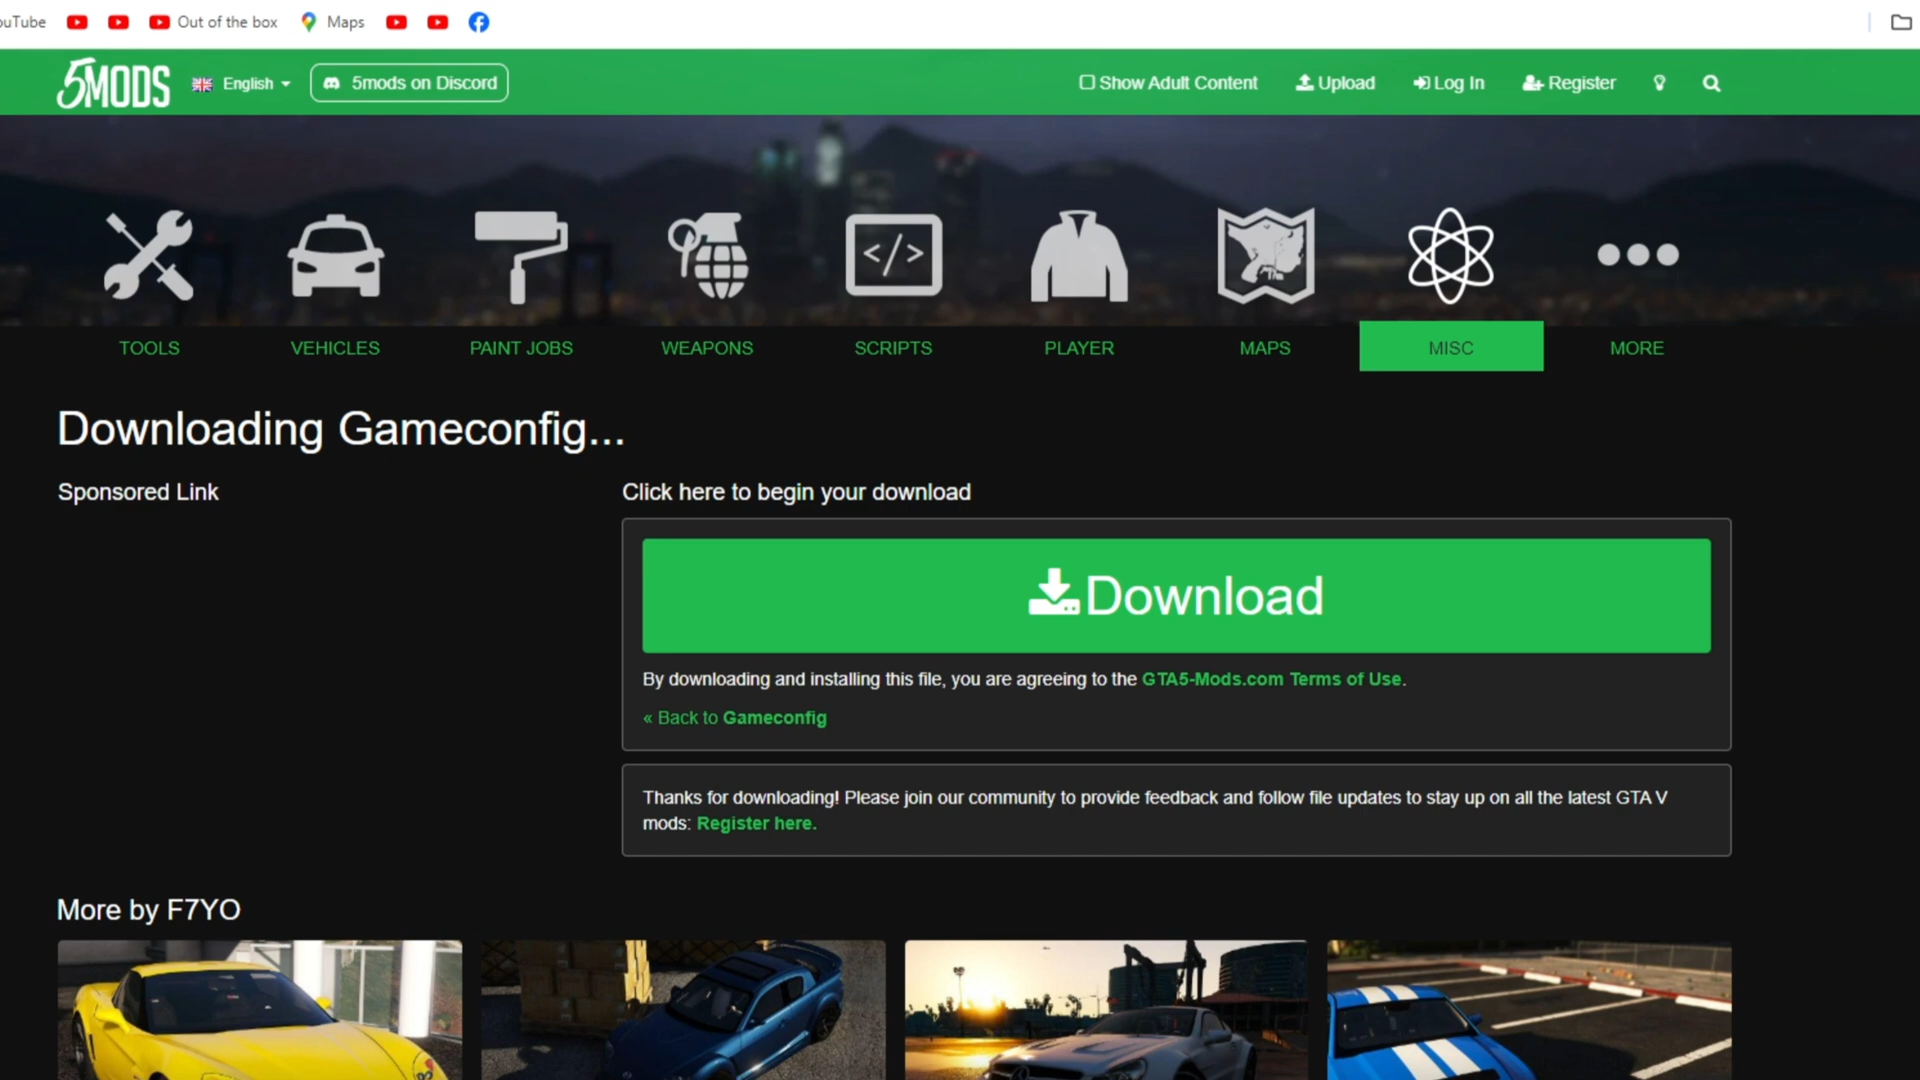 ouTube
Out of the box
Maps
5MODS
English
5mods on Discord
Show Adult Content
Upload
Log In
Register
TOOLS
VEHICLES
PAINT JOBS
WEAPONS
</>
SCRIPTS
PLAYER
MAPS
MISC
MORE
Downloading Gameconfig...
Sponsored Link
Click here to begin your download
Download
By downloading and installing this file, you are agreeing to the GTA5-Mods.com Terms of Use.
« Back to Gameconfig
Thanks for downloading! Please join our community to provide feedback and follow file updates to stay up on all the latest GTA V
mods: Register here.
More by F7YO